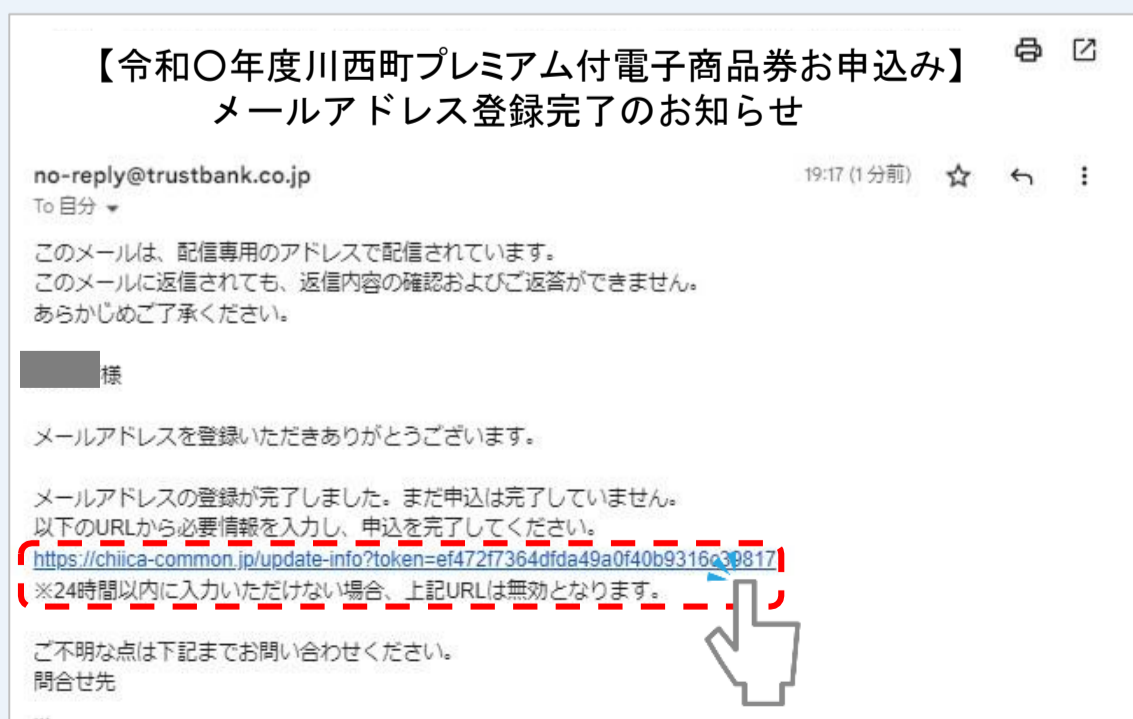 【令和〇年度川西町プレミアム付電子商品券お申込み】
メールアドレス登録完了のお知らせ
no-reply@trustbank.co.jp
19:17 (1 分前)
To 自分
このメールは、配信専用のアドレスで配信されています。
このメールに返信されても、返信内容の確認およびご返答ができません。
あらかじめご了承ください。
様
メールアドレスを登録いただきありがとうございます。
メールアドレスの登録が完了しました。まだ申込は完了していません。
以下のURLから必要情報を入力し、申込を完了してください。
https://chiica-common.jp/update-info?token=ef472f7364dfda49a0f40b9316c39817
※24時間以内に入力いただけない場合、上記URLは無効となります。
ご不明な点は下記までお問い合わせください。
問合せ先